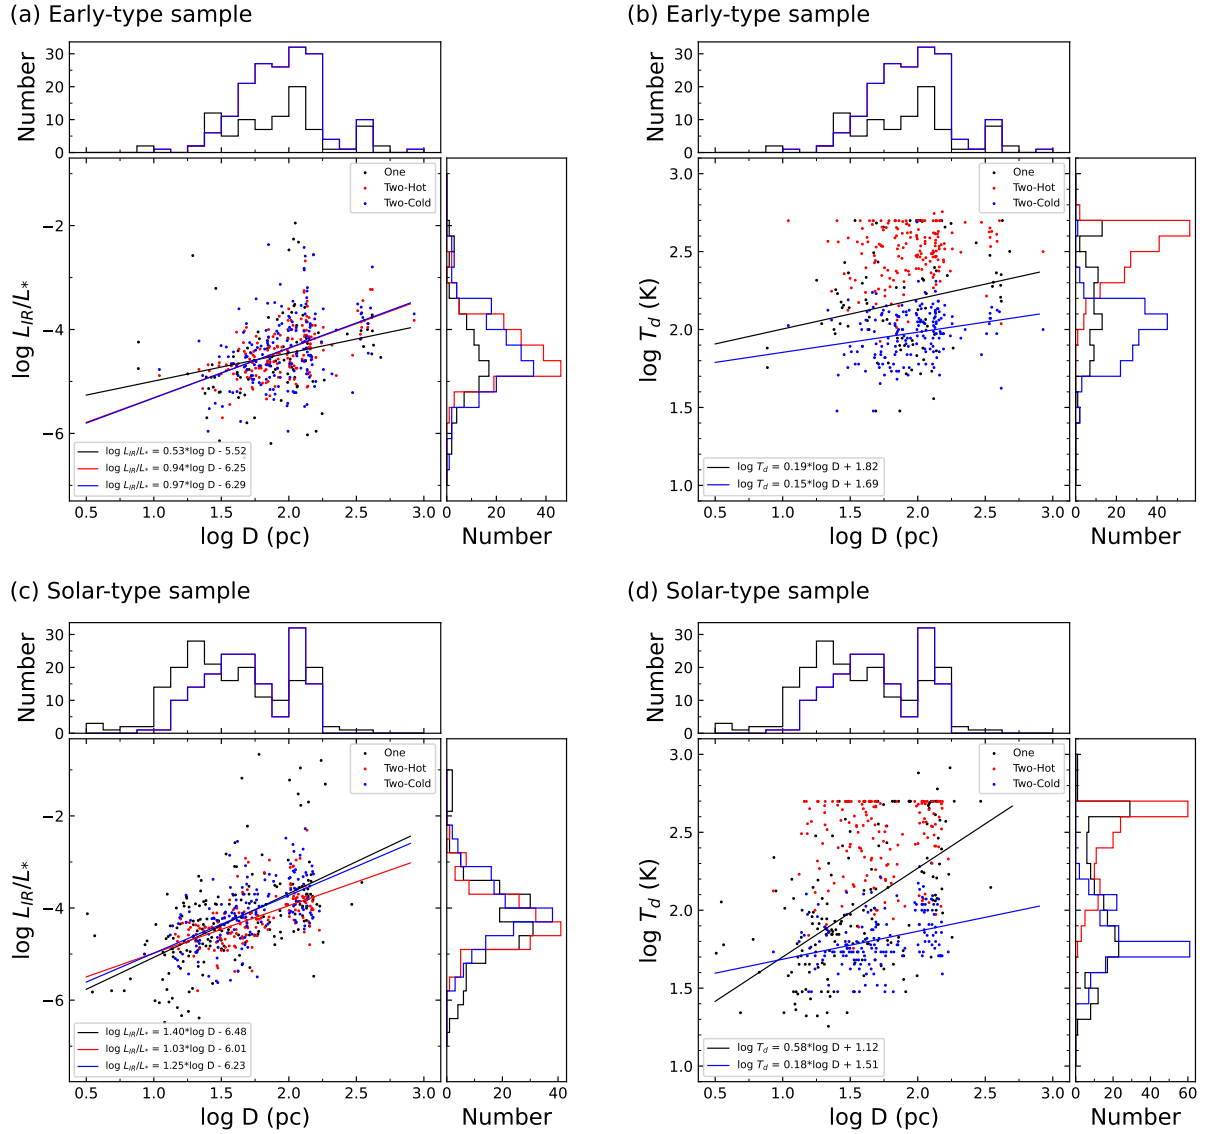 (a) Early-type sample
Number
30
20
10
0
One
Two-Hot
Two-Cold
log L_IR/L_*
−2
−4
−6
log L_IR/L_* = 0.53*log D - 5.52
log L_IR/L_* = 0.94*log D - 6.25
log L_IR/L_* = 0.97*log D - 6.29
0.5 1.0 1.5 2.0 2.5 3.0
log D (pc)
0 20 40
Number
(b) Early-type sample
Number
30
20
10
0
One
Two-Hot
Two-Cold
log T_d (K)
3.0
2.5
2.0
1.5
1.0
log T_d = 0.19*log D + 1.82
log T_d = 0.15*log D + 1.69
0.5 1.0 1.5 2.0 2.5 3.0
log D (pc)
0 20 40
Number
(c) Solar-type sample
Number
30
20
10
0
One
Two-Hot
Two-Cold
log L_IR/L_*
−2
−4
−6
log L_IR/L_* = 1.40*log D - 6.48
log L_IR/L_* = 1.03*log D - 6.01
log L_IR/L_* = 1.25*log D - 6.23
0.5 1.0 1.5 2.0 2.5 3.0
log D (pc)
0 10 20 30 40
Number
(d) Solar-type sample
Number
30
20
10
0
One
Two-Hot
Two-Cold
log T_d (K)
3.0
2.5
2.0
1.5
1.0
log T_d = 0.58*log D + 1.12
log T_d = 0.18*log D + 1.51
0.5 1.0 1.5 2.0 2.5 3.0
log D (pc)
0 10 20 30 40 50 60
Number